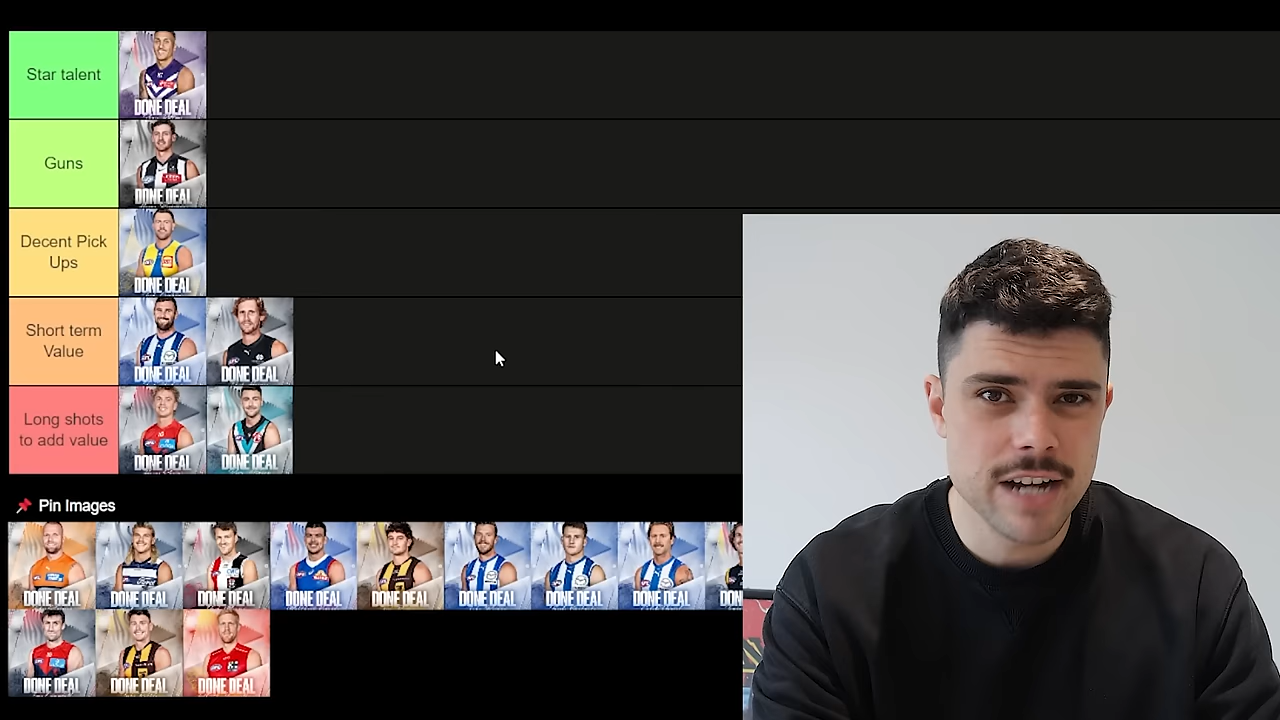 Star talent
DONE DEAL
Guns
DONE DEAL
Decent Pick
Ups
DONE DEAL
Short term
Value
DONE DEAL
DONE DEAL
Long shots
to add value
DONE DEAL
DONE DEAL
Pin Images
DONE DEAL
DONE DEAL
DONE DEAL
DONE DEAL
DONE DEAL
DONE DEAL
DONE DEAL
DONE DEAL
DON
DONE DEAL
DONE DEAL
DONE DEAL